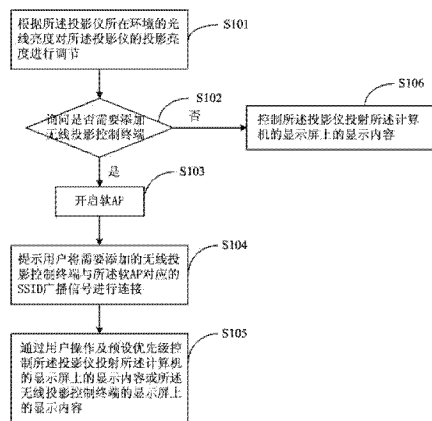 根据所述投影仪所在环境的光
线亮度对所述投影仪的投影亮
度进行调节
S101
询问是否需要添加
无线投影控制终端
S102
否
控制所述投影仪投射所述计算
机的显示屏上的显示内容
S106
是
开启软AP
S103
提示用户将需要添加的无线投
影控制终端与所述软AP对应的
SSID广播信号进行连接
S104
通过用户操作及预设优先级控
制所述投影仪投射所述计算机
的显示屏上的显示内容或所述
无线投影控制终端的显示屏上
的显示内容
S105